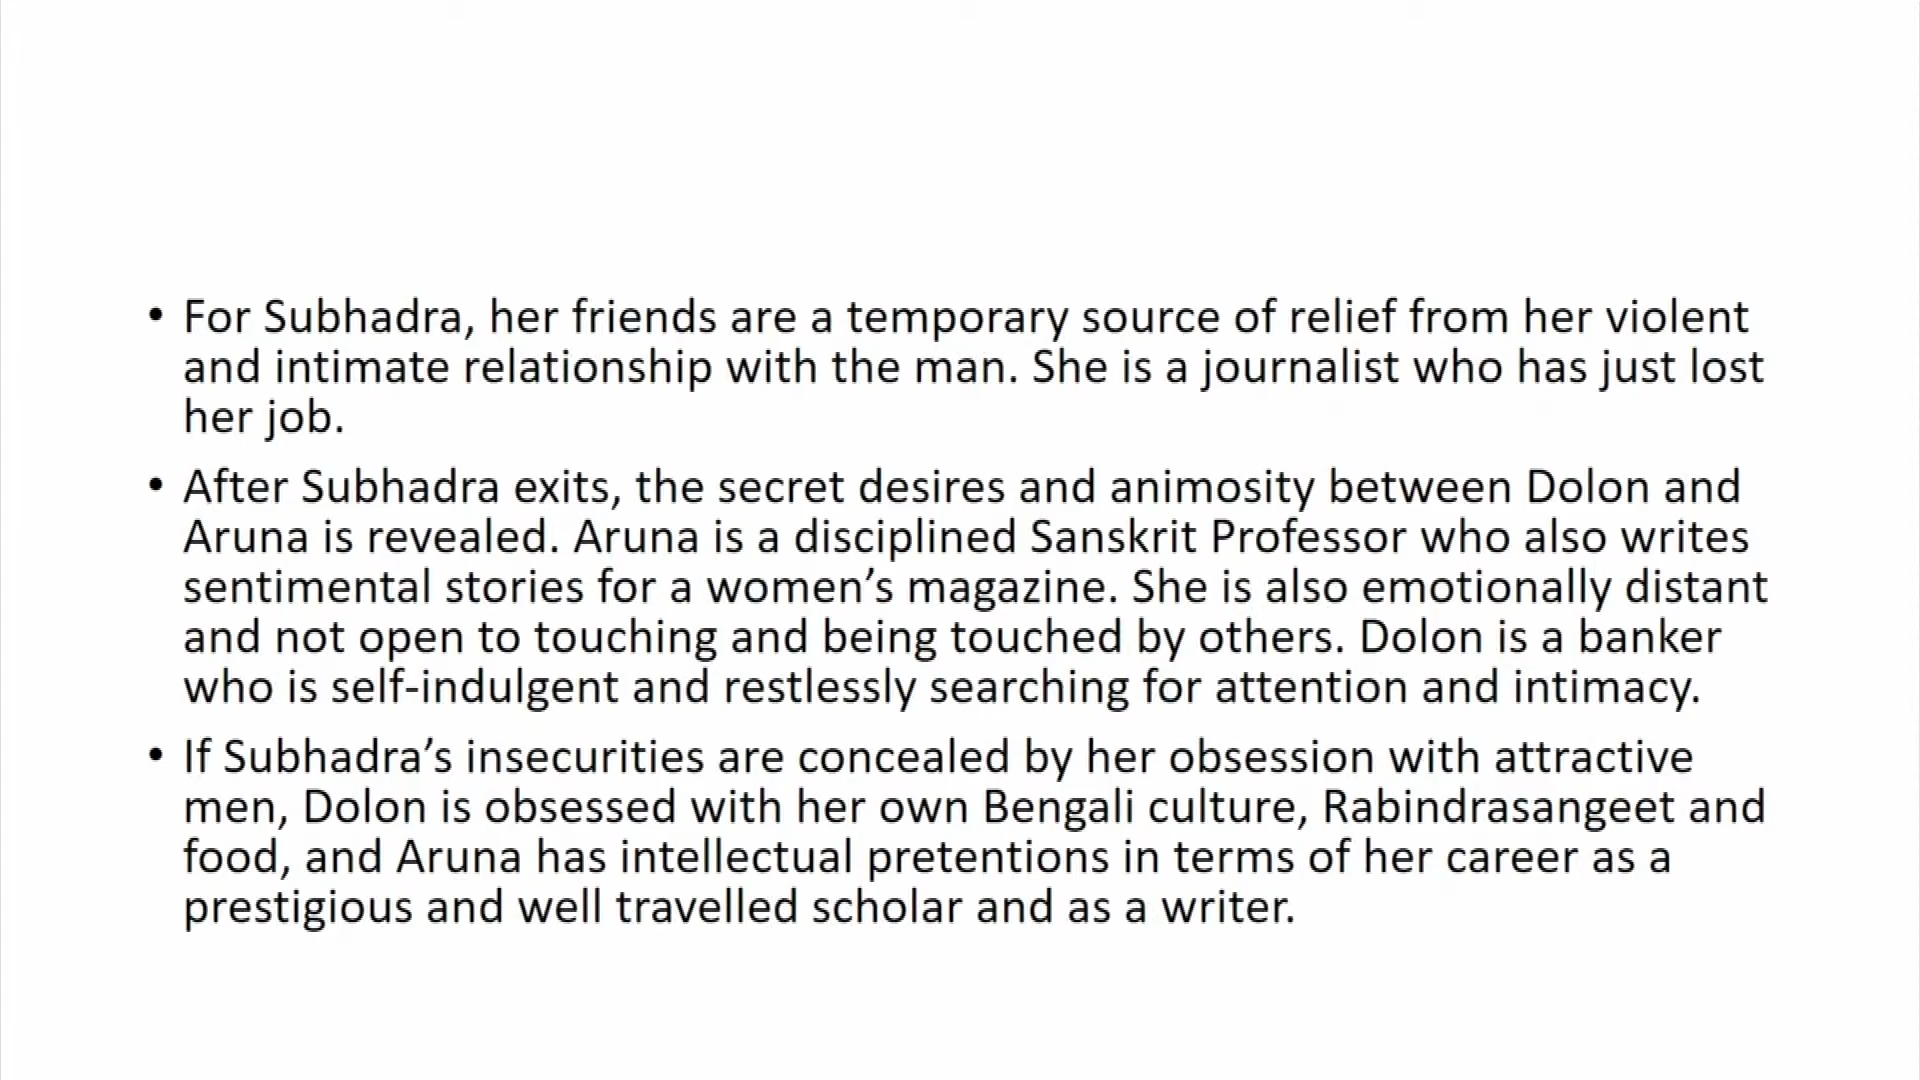 • For Subhadra, her friends are a temporary source of relief from her violent
and intimate relationship with the man. She is a journalist who has just lost
her job.
• After Subhadra exits, the secret desires and animosity between Dolon and
Aruna is revealed. Aruna is a disciplined Sanskrit Professor who also writes
sentimental stories for a women’s magazine. She is also emotionally distant
and not open to touching and being touched by others. Dolon is a banker
who is self-indulgent and restlessly searching for attention and intimacy.
• If Subhadra’s insecurities are concealed by her obsession with attractive
men, Dolon is obsessed with her own Bengali culture, Rabindrasangeet and
food, and Aruna has intellectual pretentions in terms of her career as a
prestigious and well travelled scholar and as a writer.